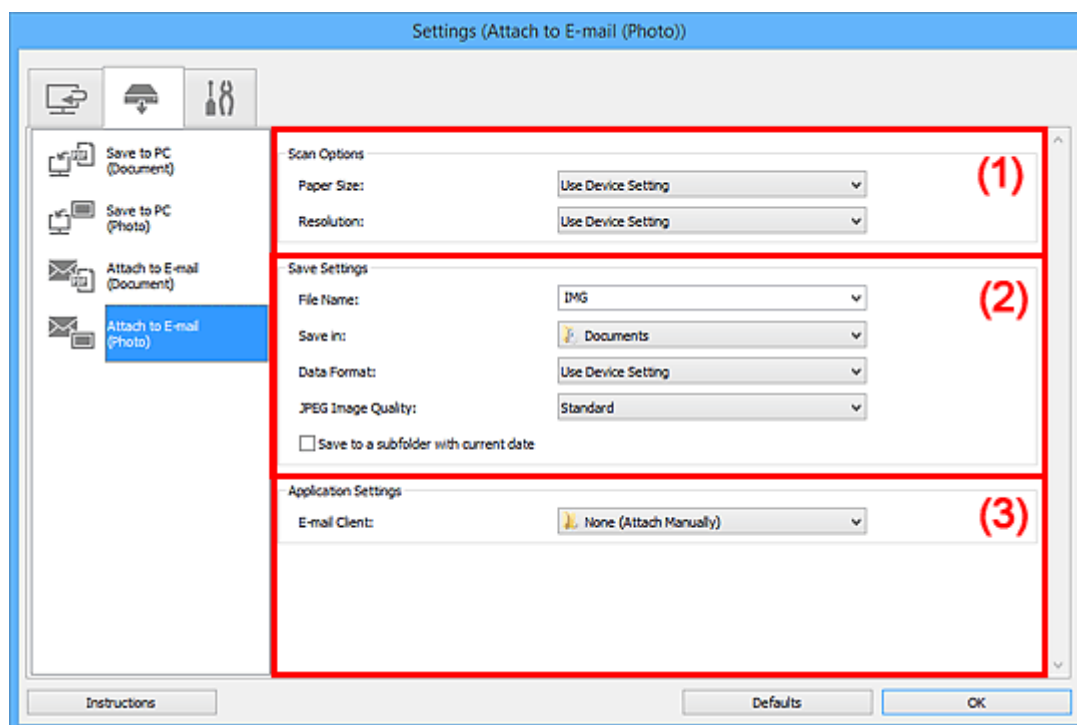 Settings (Attach to E-mail (Photo))
Save to PC
(Document)
Save to PC
(Photo)
Attach to E-mail
(Document)
Attach to E-mail
(Photo)
Scan Options
(1)
Paper Size:
Use Device Setting
Resolution:
Use Device Setting
Save Settings
(2)
File Name:
IMG
Save in:
Documents
Data Format:
Use Device Setting
JPEG Image Quality:
Standard
Save to a subfolder with current date
Application Settings
(3)
E-mail Client:
None (Attach Manually)
Instructions
Defaults
OK